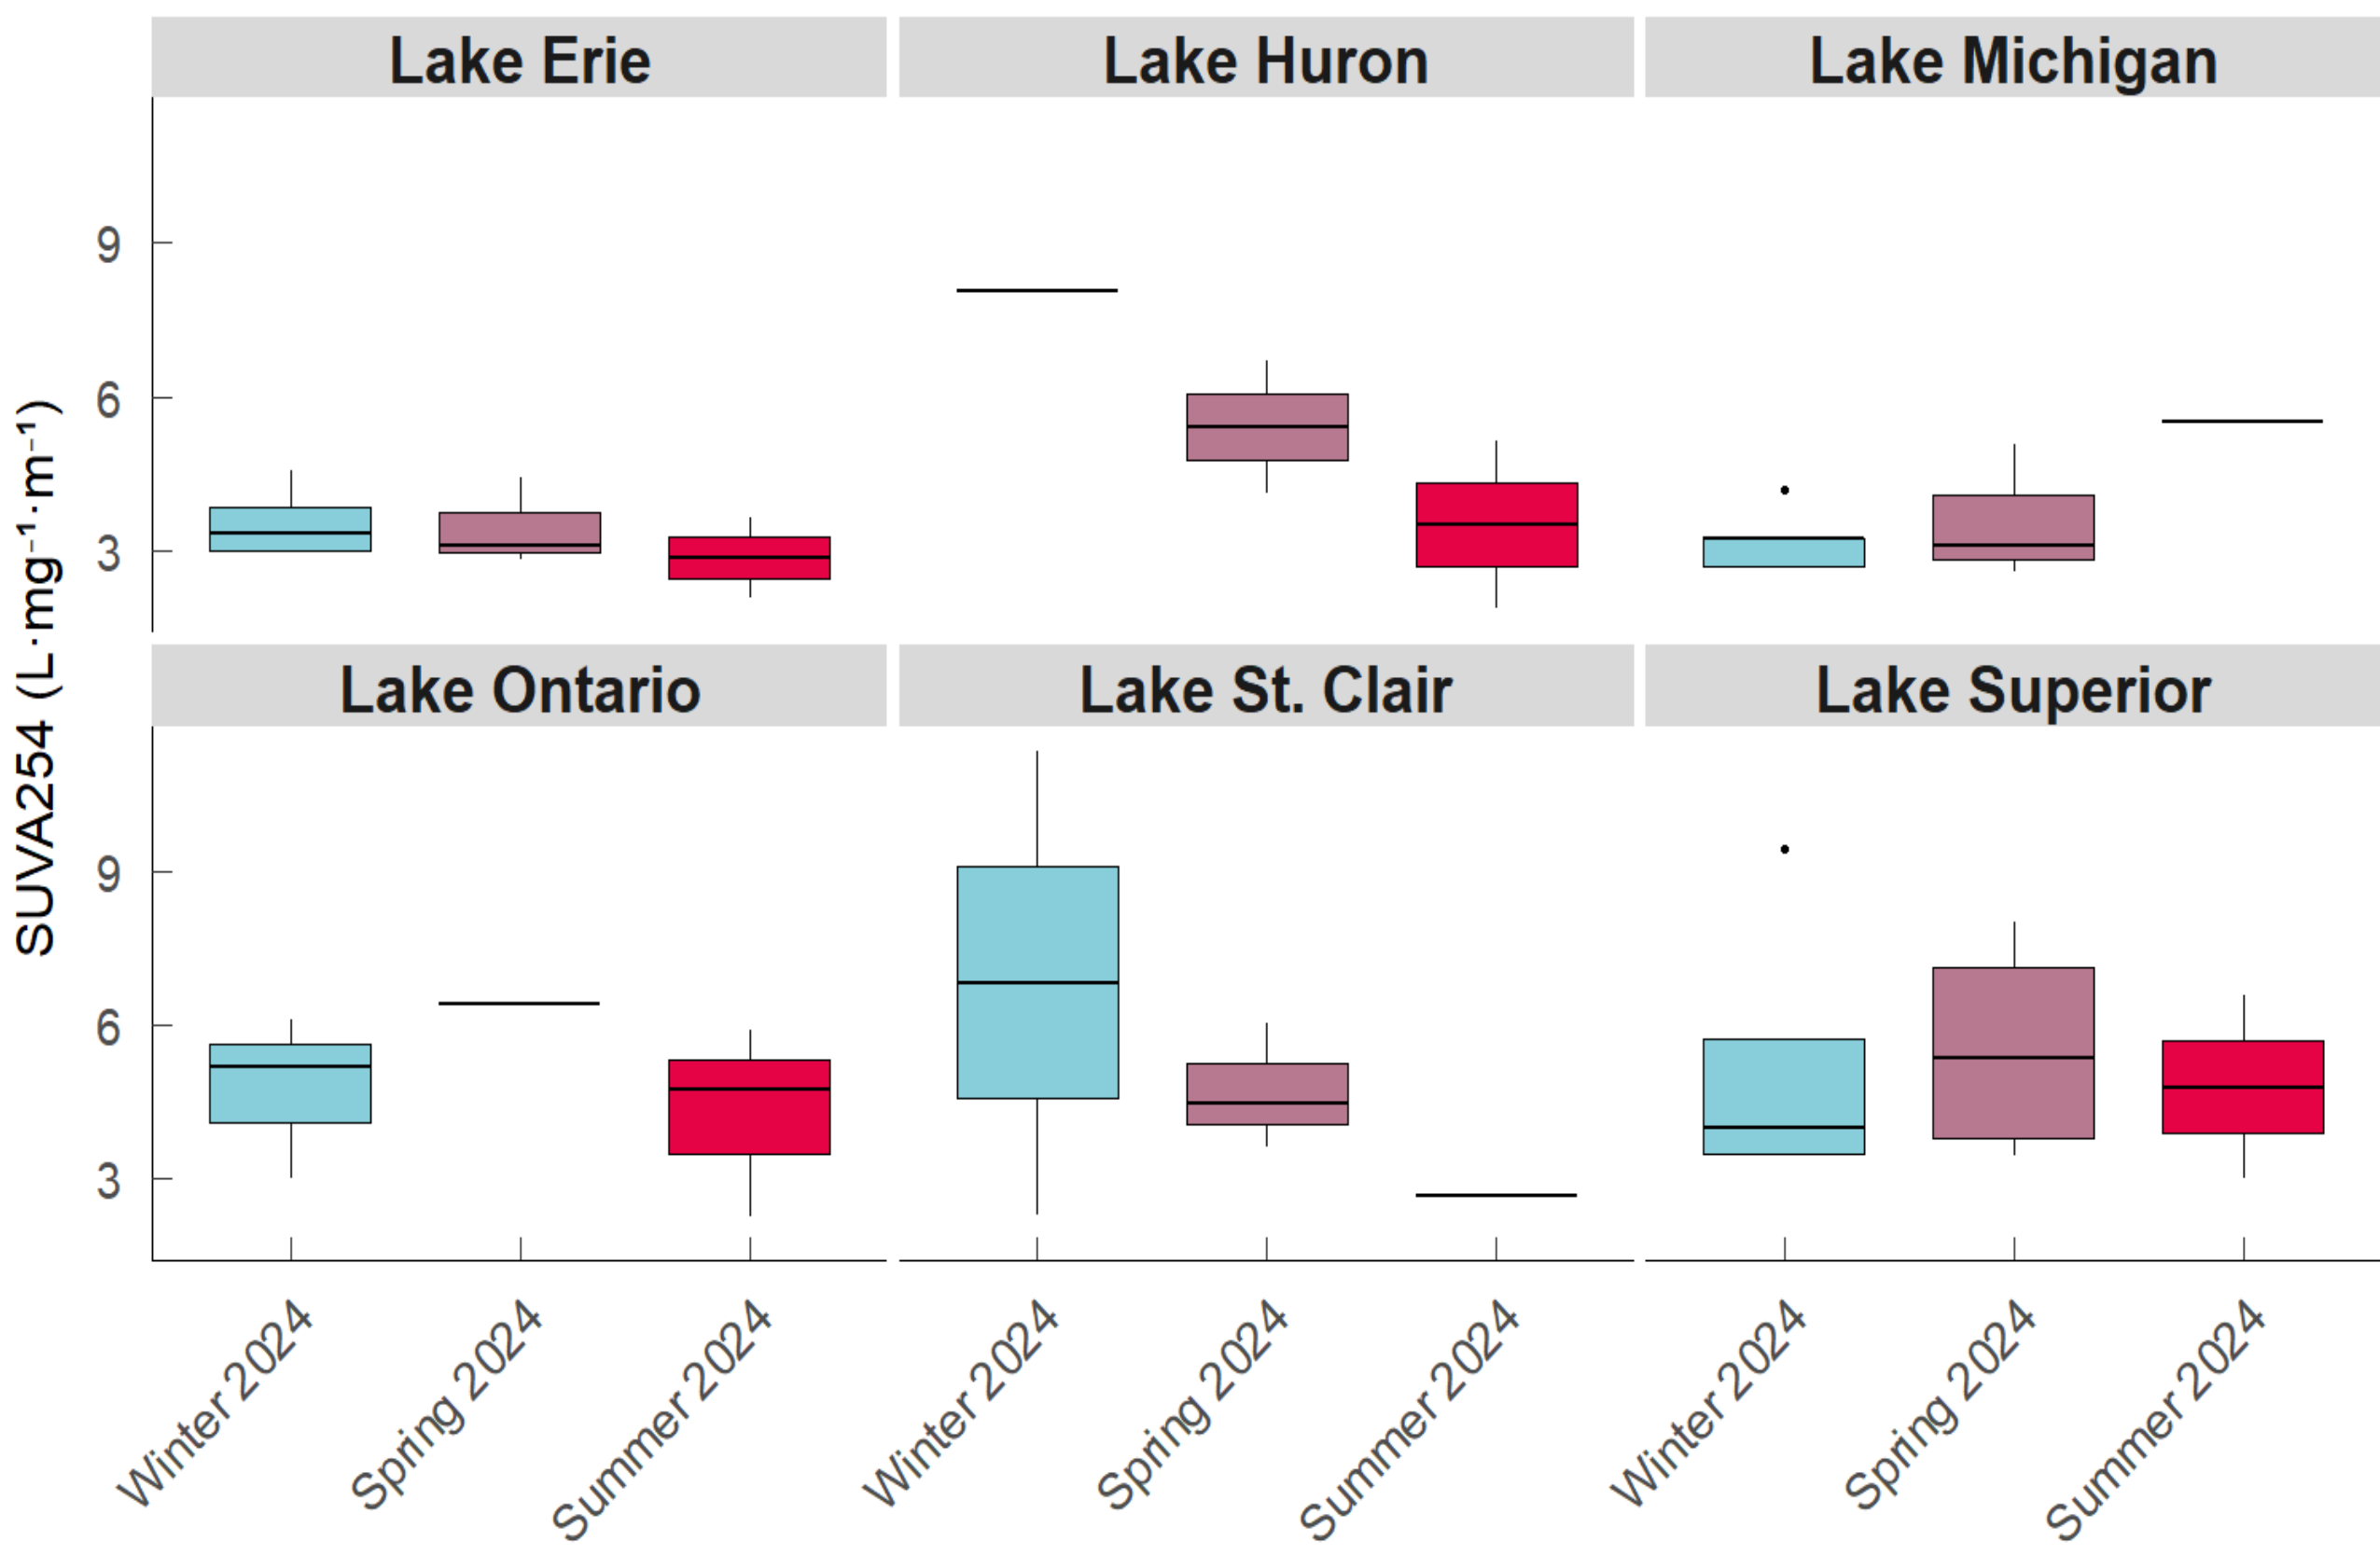 Lake Erie
Lake Huron
Lake Michigan
9
6
3
SUVA254 (L·mg⁻¹·m⁻¹)
Lake Ontario
Lake St. Clair
Lake Superior
9
6
3
Winter 2024
Spring 2024
Summer 2024
Winter 2024
Spring 2024
Summer 2024
Winter 2024
Spring 2024
Summer 2024